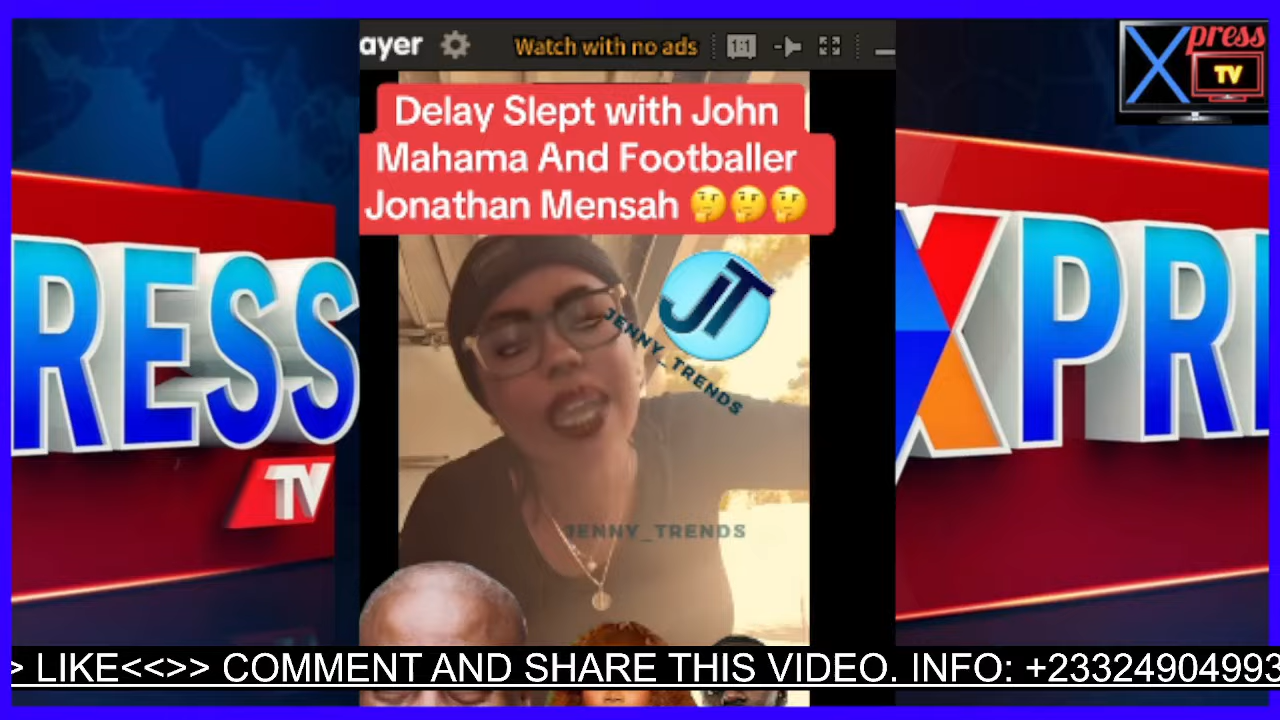 ayer
Watch with no ads
1:1
Xpress
TV
Delay Slept with John
Mahama And Footballer
Jonathan Mensah 🤔🤔🤔
JT
JENNY_TRENDS
RESS
TV
XPR
JENNY_TRENDS
> LIKE<<>> COMMENT AND SHARE THIS VIDEO. INFO: +23324904993